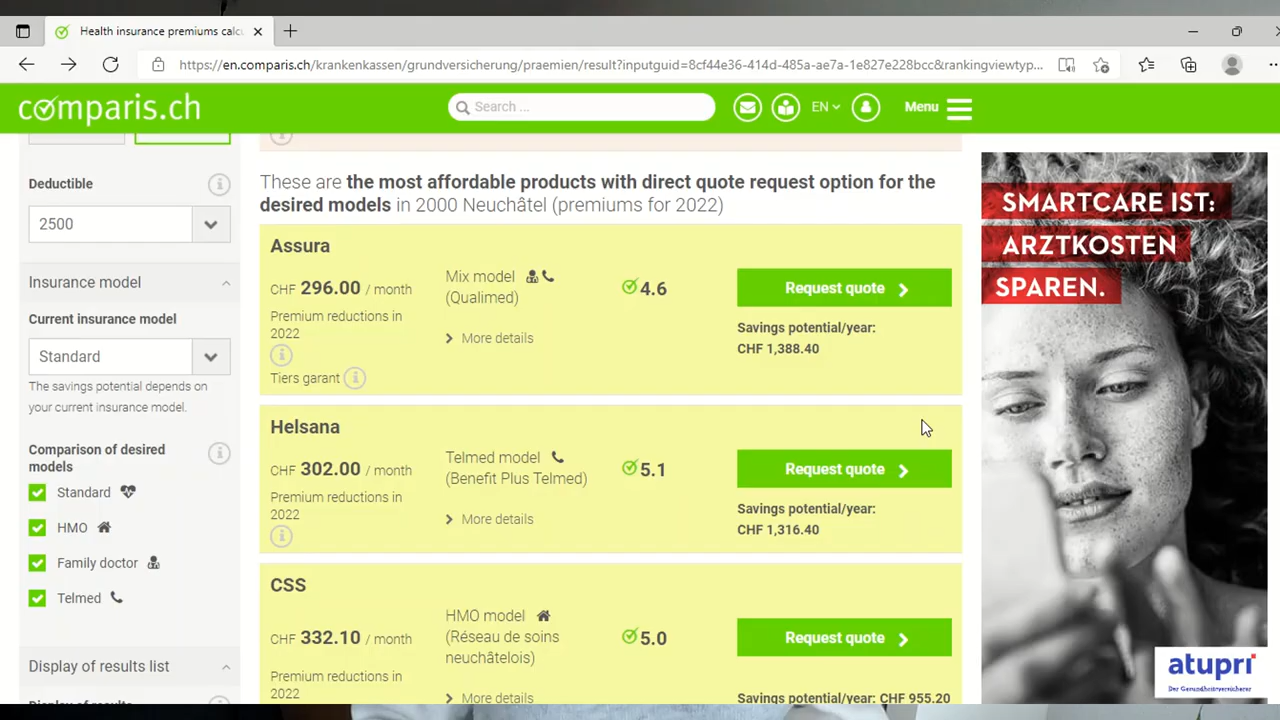 Health insurance premiums calc
https://en.comparis.ch/krankenkassen/grundversicherung/praemien/result?inputguid=8cf44e36-414d-485a-ae7a-1e827e228bcc&rankingviewtyp...
comparis.ch
Search ...
EN
Menu
Deductible
2500
Insurance model
Current insurance model
Standard
The savings potential depends on
your current insurance model.
Comparison of desired
models
Standard
HMO
Family doctor
Telmed
Display of results list
Display of results
These are the most affordable products with direct quote request option for the
desired models in 2000 Neuchâtel (premiums for 2022)
Assura
CHF 296.00 / month
Premium reductions in
2022
Tiers garant
Mix model
(Qualimed)
More details
4.6
Request quote
Savings potential/year:
CHF 1,388.40
Helsana
CHF 302.00 / month
Premium reductions in
2022
Telmed model
(Benefit Plus Telmed)
More details
5.1
Request quote
Savings potential/year:
CHF 1,316.40
CSS
CHF 332.10 / month
Premium reductions in
2022
HMO model
(Réseau de soins
neuchâtelois)
More details
5.0
Request quote
Savings potential/year: CHF 955.20
SMARTCARE IST:
ARZTKOSTEN
SPAREN.
atupri
Der Gesundheitsversicherer